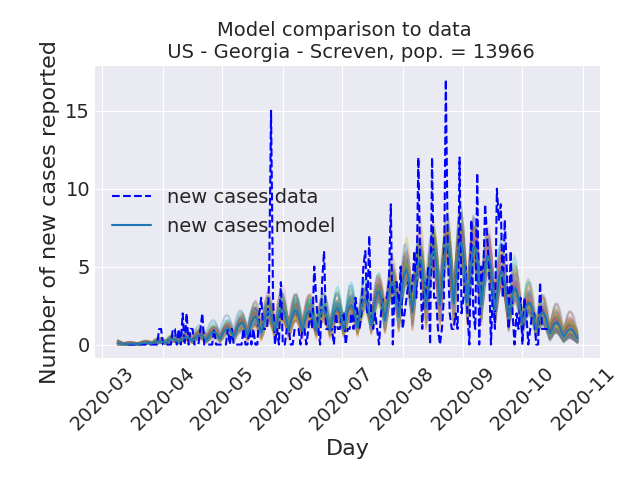 Model comparison to data
US - Georgia - Screven, pop. = 13966
Number of new cases reported
15
10
5
0
new cases data
new cases model
2020-03
2020-04
2020-05
2020-06
2020-07
2020-08
2020-09
2020-10
2020-11
Day